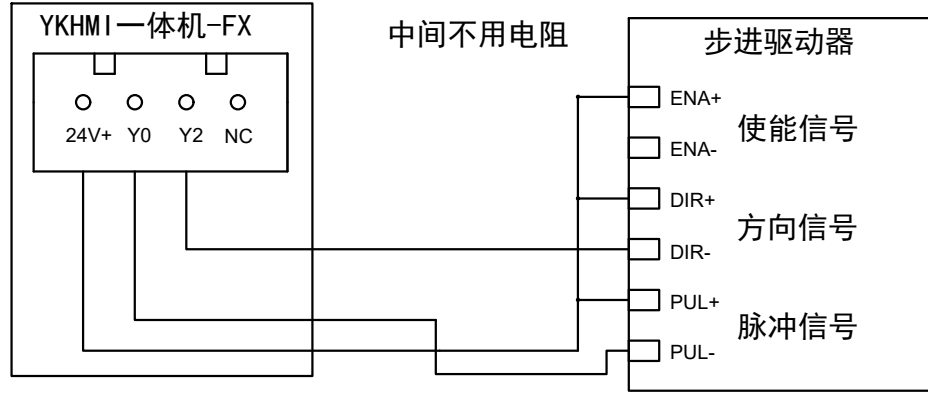 YKHMI一体机-FX
中间不用电阻
步进驱动器
24V+ Y0 Y2 NC
ENA+
使能信号
ENA-
DIR+
方向信号
DIR-
PUL+
脉冲信号
PUL-